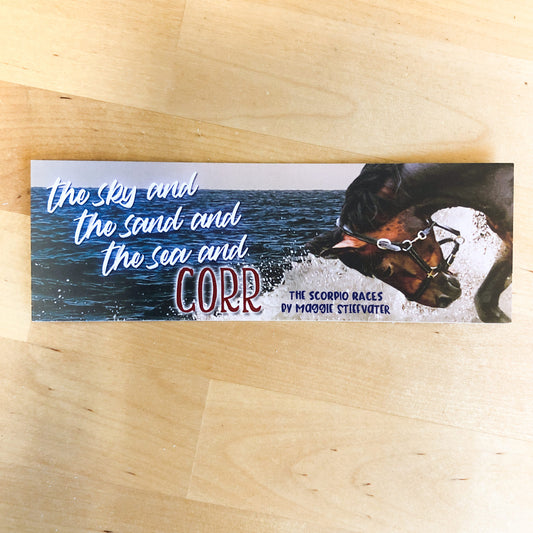 the sky and
the sand and
the sea and
CORR
THE SCORPIO RACES
BY MAGGIE STIEFVATER